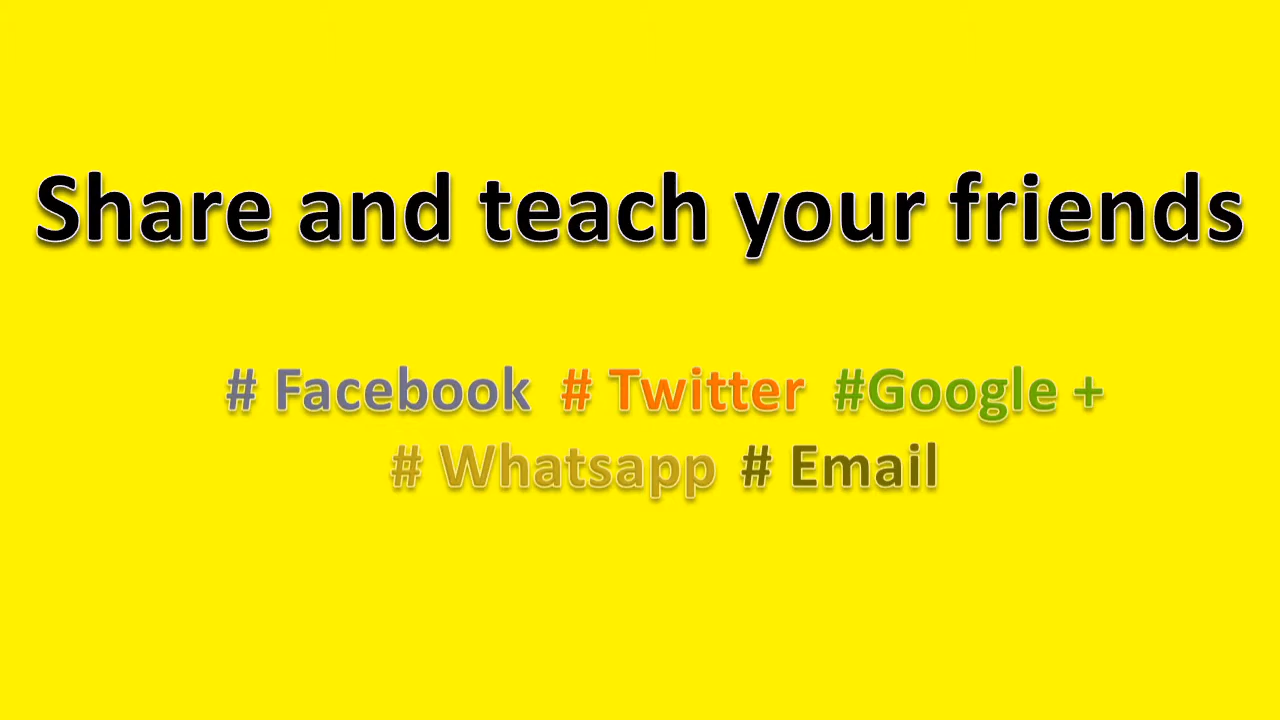 Share and teach your friends
# Facebook # Twitter #Google +
# Whatsapp # Email